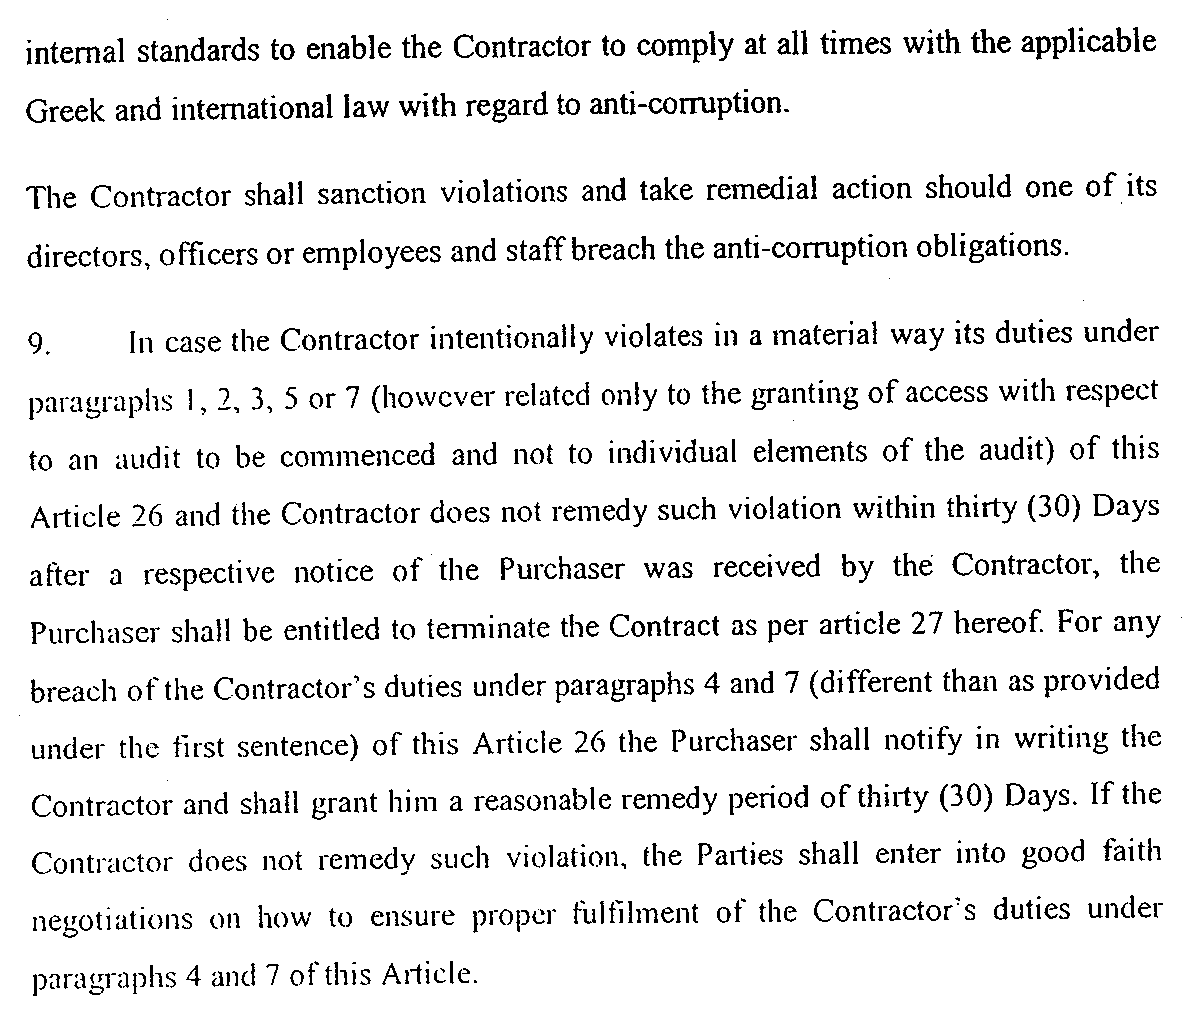 internal standards to enable the Contractor to comply at all times with the applicable
Greek and international law with regard to anti-corruption.
The Contractor shall sanction violations and take remedial action should one of its
directors, officers or employees and staff breach the anti-corruption obligations.
9. In case the Contractor intentionally violates in a material way its duties under
paragraphs 1, 2, 3, 5 or 7 (however related only to the granting of access with respect
to an audit to be commenced and not to individual elements of the audit) of this
Article 26 and the Contractor does not remedy such violation within thirty (30) Days
after a respective notice of the Purchaser was received by the Contractor, the
Purchaser shall be entitled to terminate the Contract as per article 27 hereof. For any
breach of the Contractor's duties under paragraphs 4 and 7 (different than as provided
under the first sentence) of this Article 26 the Purchaser shall notify in writing the
Contractor and shall grant him a reasonable remedy period of thirty (30) Days. If the
Contractor does not remedy such violation, the Parties shall enter into good faith
negotiations on how to ensure proper fulfilment of the Contractor's duties under
paragraphs 4 and 7 of this Article.